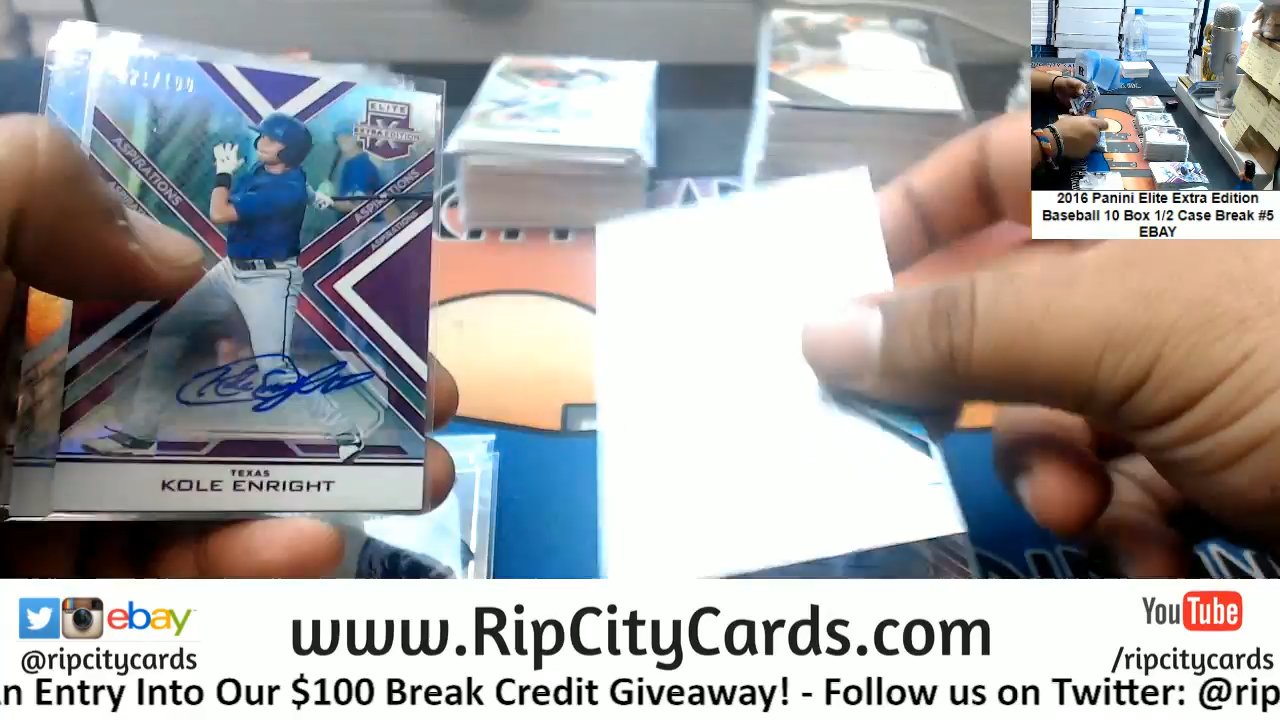 ELITE
EXTRA EDITION
ASPIRATIONS
ASPIRATIONS
ASPIRATIONS
TEXAS
KOLE ENRIGHT
2016 Panini Elite Extra Edition
Baseball 10 Box 1/2 Case Break #5
EBAY
ebay
@ripcitycards
www.RipCityCards.com
YouTube
/ripcitycards
n Entry Into Our $100 Break Credit Giveaway! - Follow us on Twitter: @rip